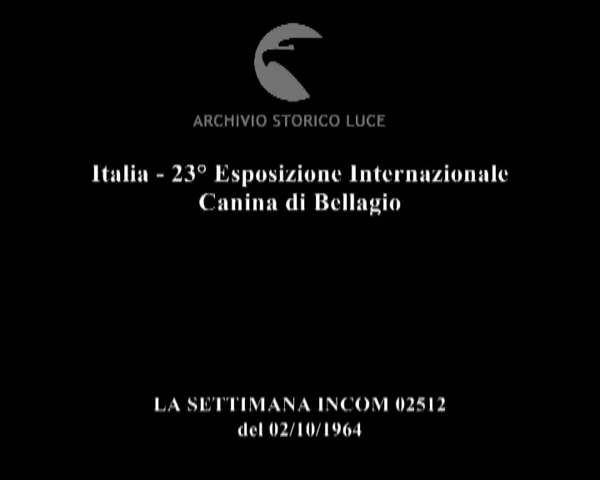 ARCHIVIO STORICO LUCE
Italia - 23° Esposizione Internazionale
Canina di Bellagio
LA SETTIMANA INCOM 02512
del 02/10/1964